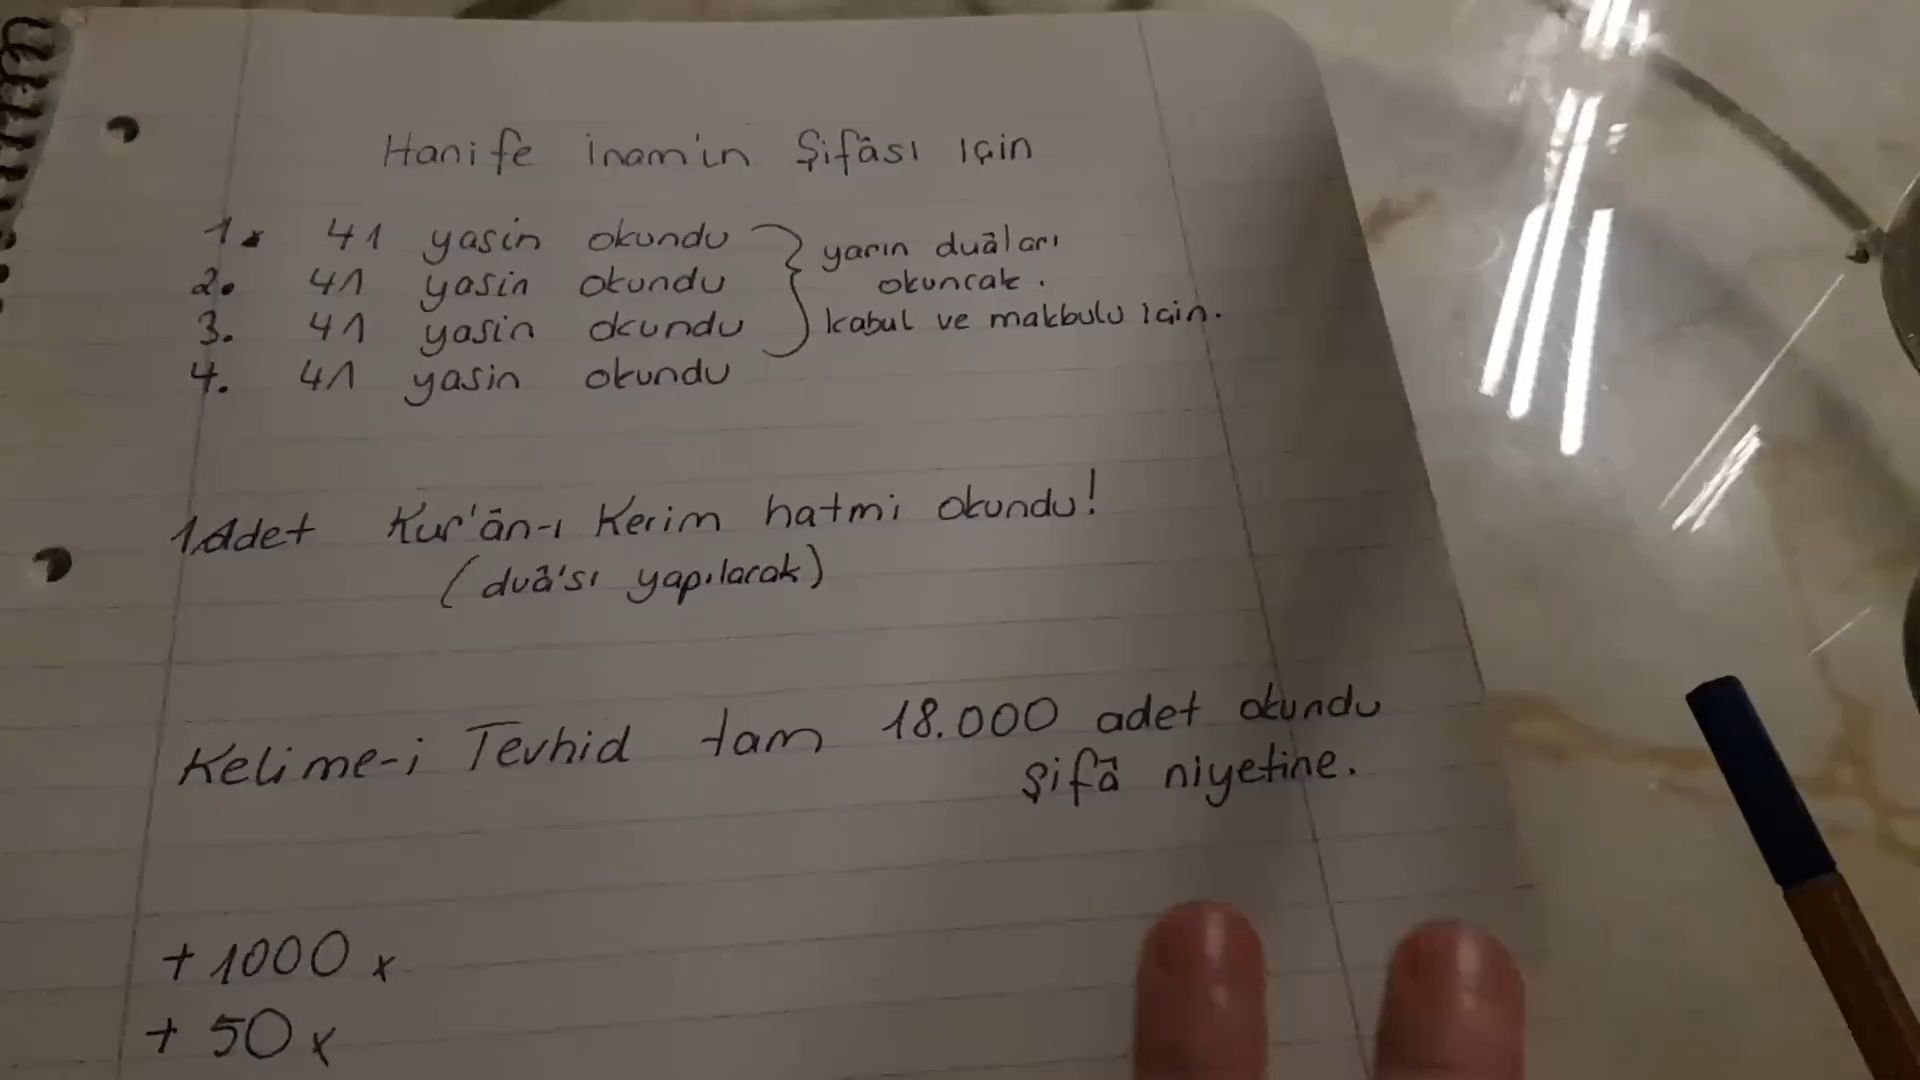 Hanife inam'ın Şifâsı için
1. 41 yasin okundu
2. 41 yasin okundu
3. 41 yasin okundu
4. 41 yasin okundu
yarın duâları
okuncak.
kabul ve makbulu için.
1 Adet Kur'ân-ı Kerim hatmi okundu!
(duâ'sı yapılacak)
Kelime-i Tevhid tam 18.000 adet okundu
şifâ niyetine.
+ 1000 x
+ 50 x